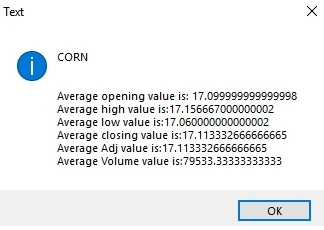 Text
CORN
Average opening value is: 17.099999999999998
Average high value is:17.156667000000002
Average low value is:17.060000000000002
Average closing value is:17.113332666666665
Average Adj value is:17.113332666666665
Average Volume value is:79533.33333333333
OK